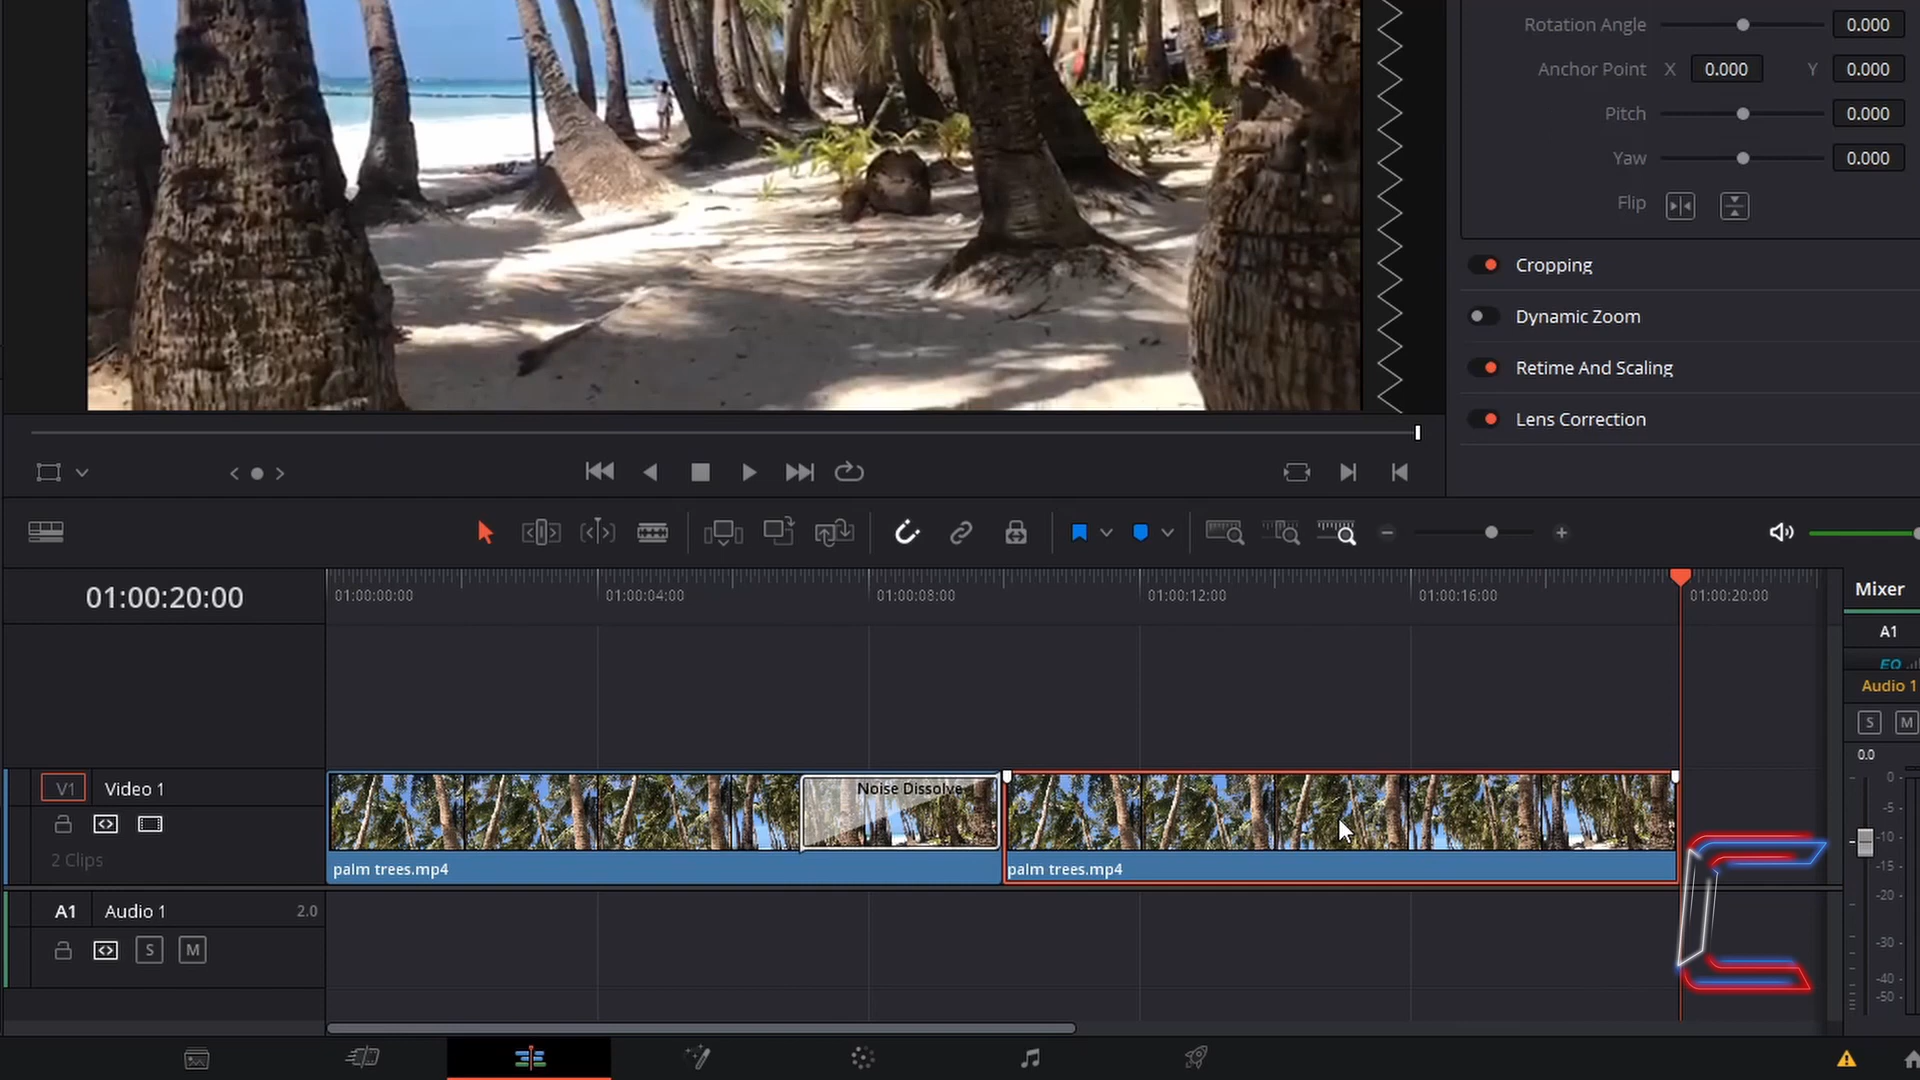 Rotation Angle 0.000
Anchor Point X 0.000 Y 0.000
Pitch 0.000
Yaw 0.000
Flip
Cropping
Dynamic Zoom
Retime And Scaling
Lens Correction
01:00:20:00
01:00:00:00 01:00:04:00 01:00:08:00 01:00:12:00 01:00:16:00 01:00:20:00
Mixer
A1
EQ
Audio 1
S M
0.0
0
-5
-10
-15
-20
-30
-40
-50
V1 Video 1
2 Clips
Noise Dissolve
palm trees.mp4 palm trees.mp4
A1 Audio 1 2.0
S M